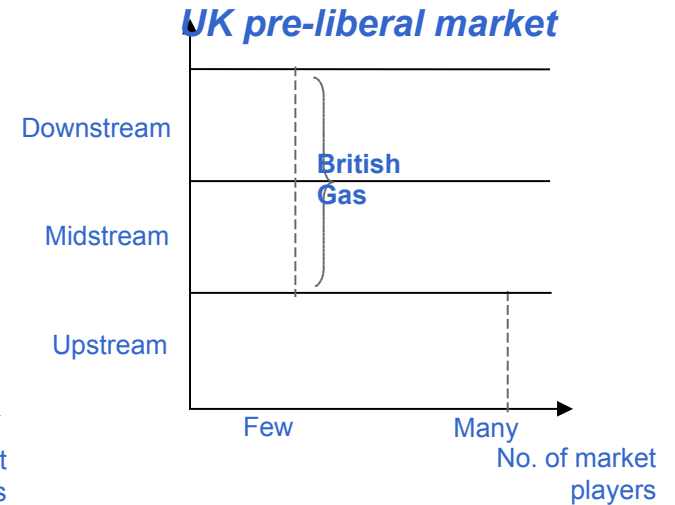 UK pre-liberal market
Downstream
British
Gas
Midstream
Upstream
Few
Many
No. of market
players
t
s